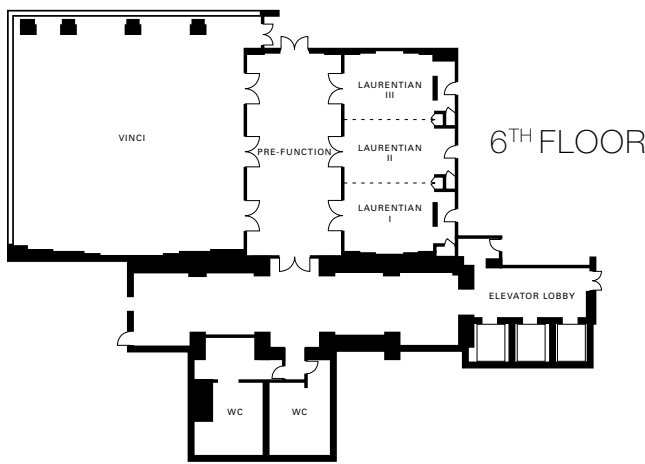 LAURENTIAN
III
6TH FLOOR
VINCI
PRE-FUNCTION
LAURENTIAN
II
LAURENTIAN
I
ELEVATOR LOBBY
WC
WC